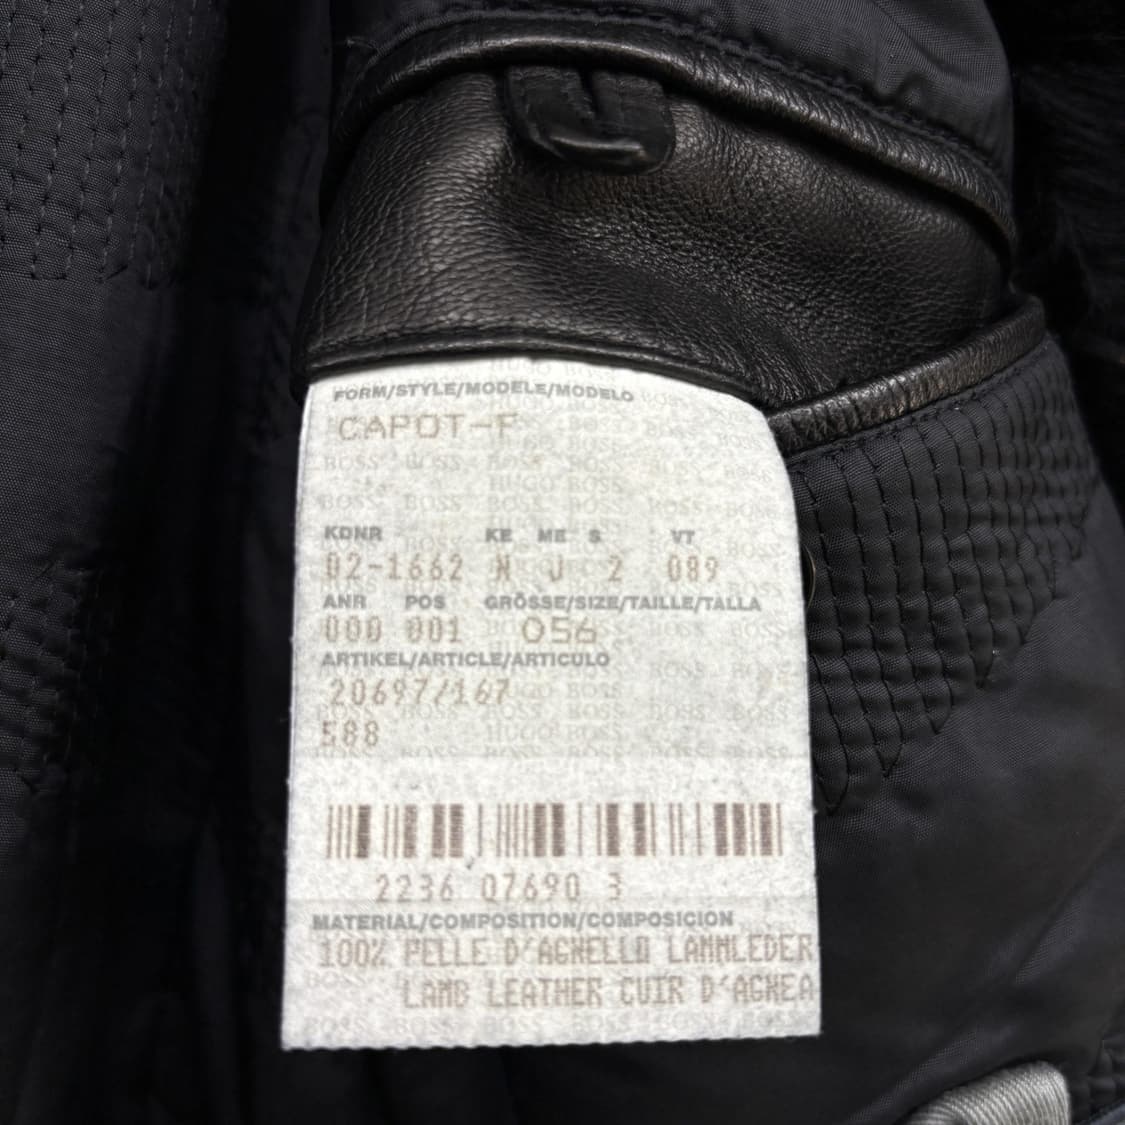 FORM/STYLE/MODELE/MODELO
CAPOT-F
KDNR KE ME S VT
02-1662 N J 2 089
ANR POS GRÖSSE/SIZE/TAILLE/TALLA
000 001 056
ARTIKEL/ARTICLE/ARTICULO
20697/167
588
2236 07690 3
MATERIAL/COMPOSITION/COMPOSICION
100% PELLE D'AGNELLO LAMMLEDER
LAMB LEATHER CUIR D'AGNEA